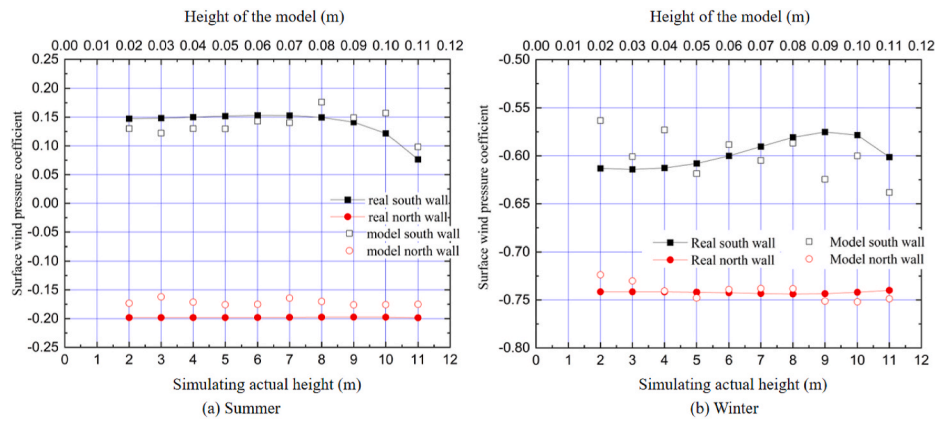 Height of the model (m)
0.00 0.01 0.02 0.03 0.04 0.05 0.06 0.07 0.08 0.09 0.10 0.11 0.12
0.25
0.20
0.15
0.10
0.05
0.00
-0.05
-0.10
-0.15
-0.20
-0.25
Surface wind pressure coefficient
real south wall
real north wall
model south wall
model north wall
0 1 2 3 4 5 6 7 8 9 10 11 12
Simulating actual height (m)
(a) Summer
Height of the model (m)
0.00 0.01 0.02 0.03 0.04 0.05 0.06 0.07 0.08 0.09 0.10 0.11 0.12
-0.50
-0.55
-0.60
-0.65
-0.70
-0.75
-0.80
Surface wind pressure coefficient
Real south wall
Real north wall
Model south wall
Model north wall
0 1 2 3 4 5 6 7 8 9 10 11 12
Simulating actual height (m)
(b) Winter